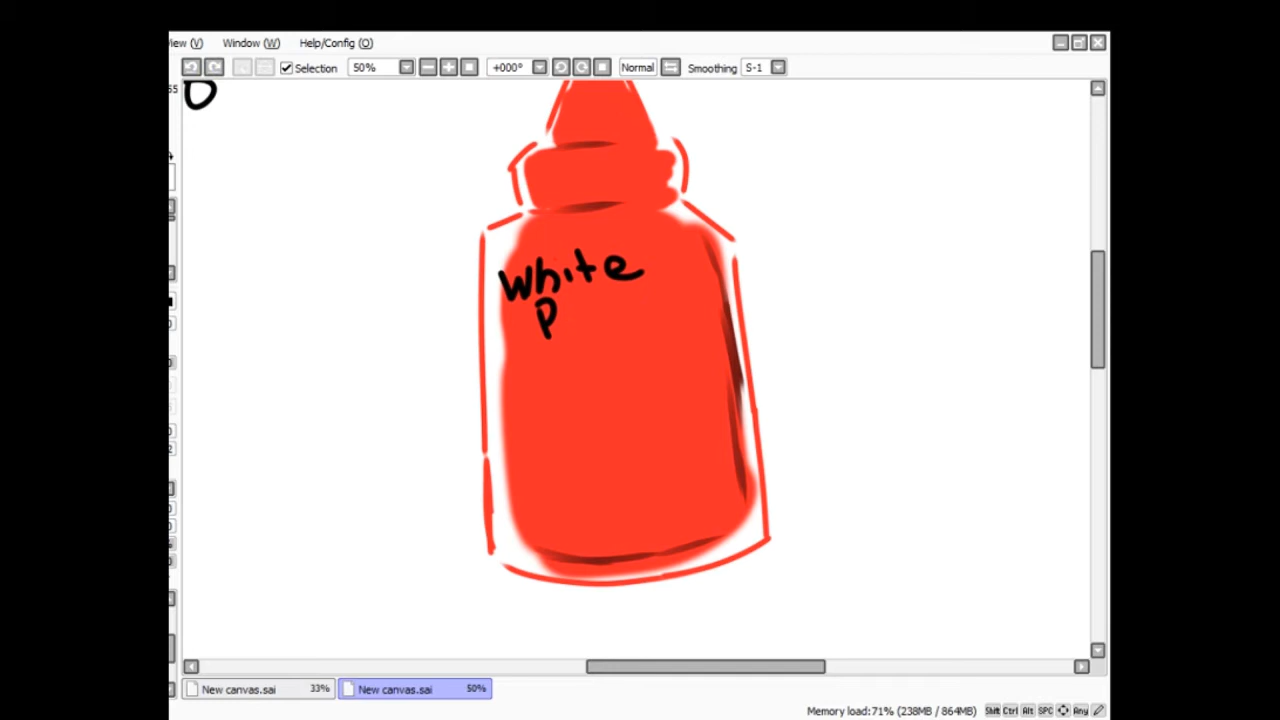 View (V) Window (W) Help/Config (O)
Selection 50% +000° Normal Smoothing S-1
White
P
New canvas.sai 33% New canvas.sai 50%
Memory load: 71% (238MB / 864MB) Shift Ctrl Alt SPC Any